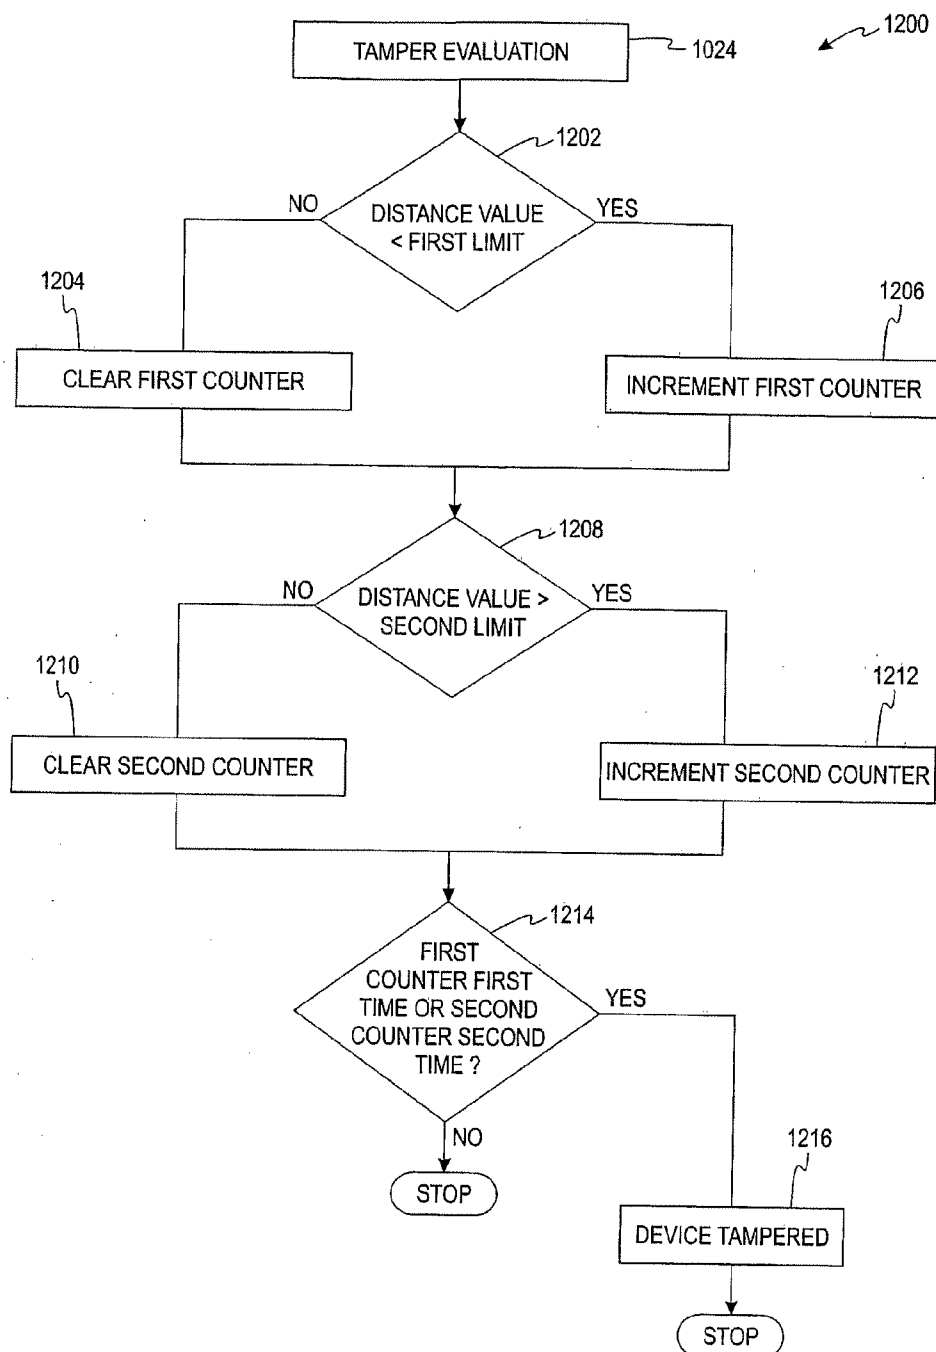 1200
TAMPER EVALUATION
1024
1202
NO
YES
DISTANCE VALUE
< FIRST LIMIT
1204
1206
CLEAR FIRST COUNTER
INCREMENT FIRST COUNTER
1208
NO
YES
DISTANCE VALUE >
SECOND LIMIT
1210
1212
CLEAR SECOND COUNTER
INCREMENT SECOND COUNTER
1214
FIRST
COUNTER FIRST
TIME OR SECOND
COUNTER SECOND
TIME ?
YES
NO
STOP
1216
DEVICE TAMPERED
STOP